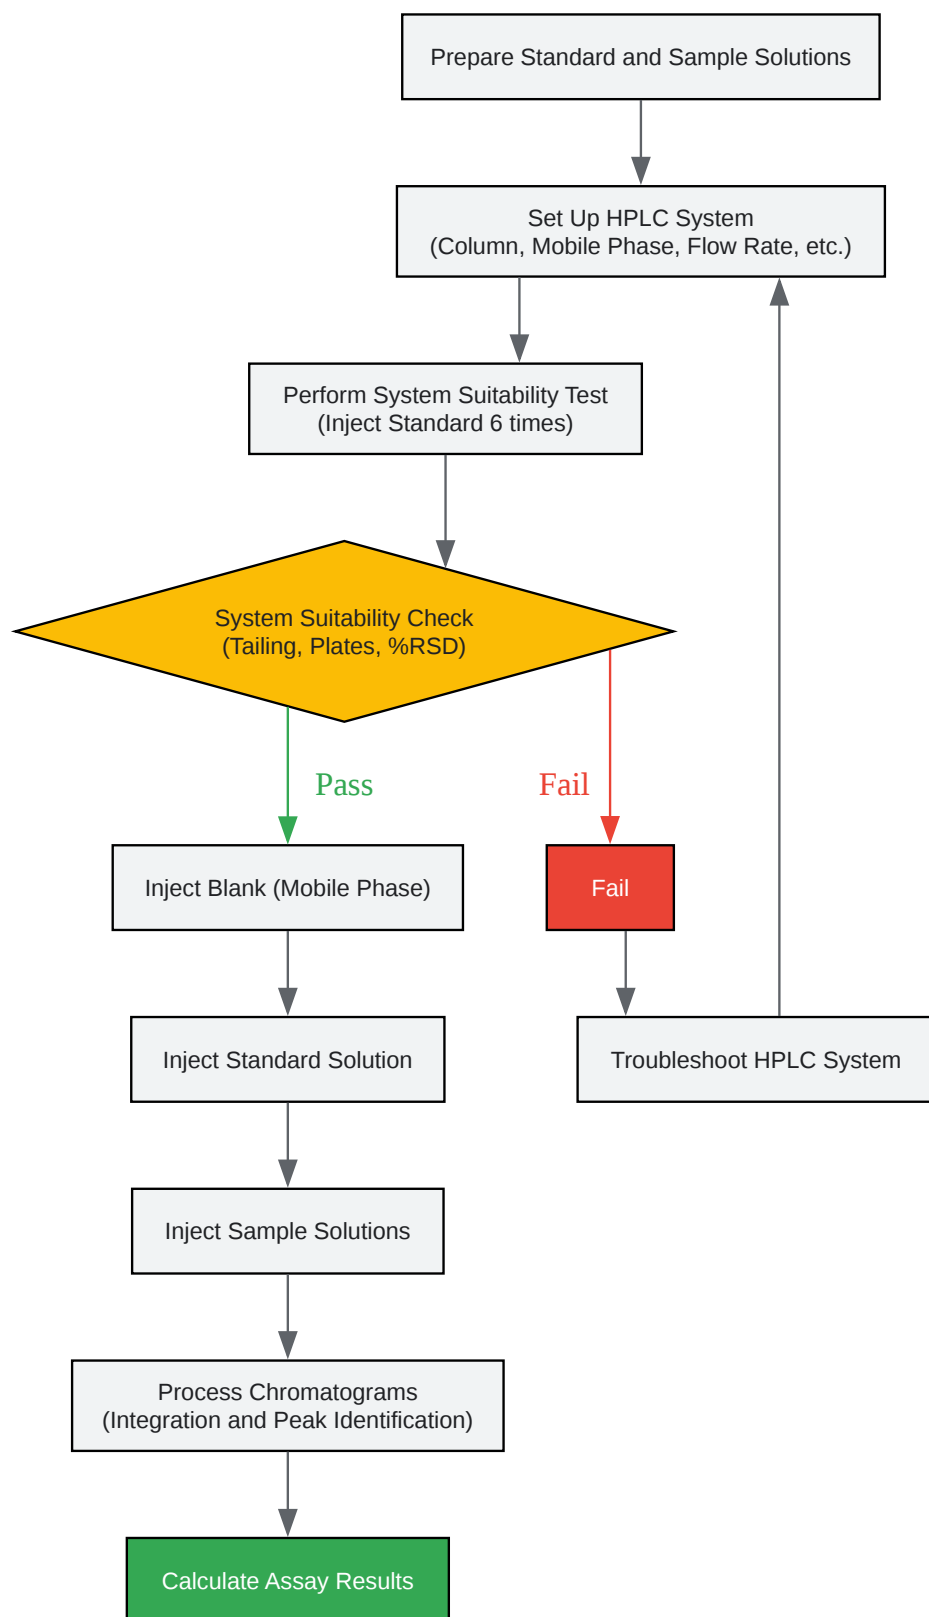 Prepare Standard and Sample Solutions
Set Up HPLC System
(Column, Mobile Phase, Flow Rate, etc.)
Perform System Suitability Test
(Inject Standard 6 times)
System Suitability Check
(Tailing, Plates, %RSD)
Pass
Fail
Inject Blank (Mobile Phase)
Fail
Inject Standard Solution
Troubleshoot HPLC System
Inject Sample Solutions
Process Chromatograms
(Integration and Peak Identification)
Calculate Assay Results